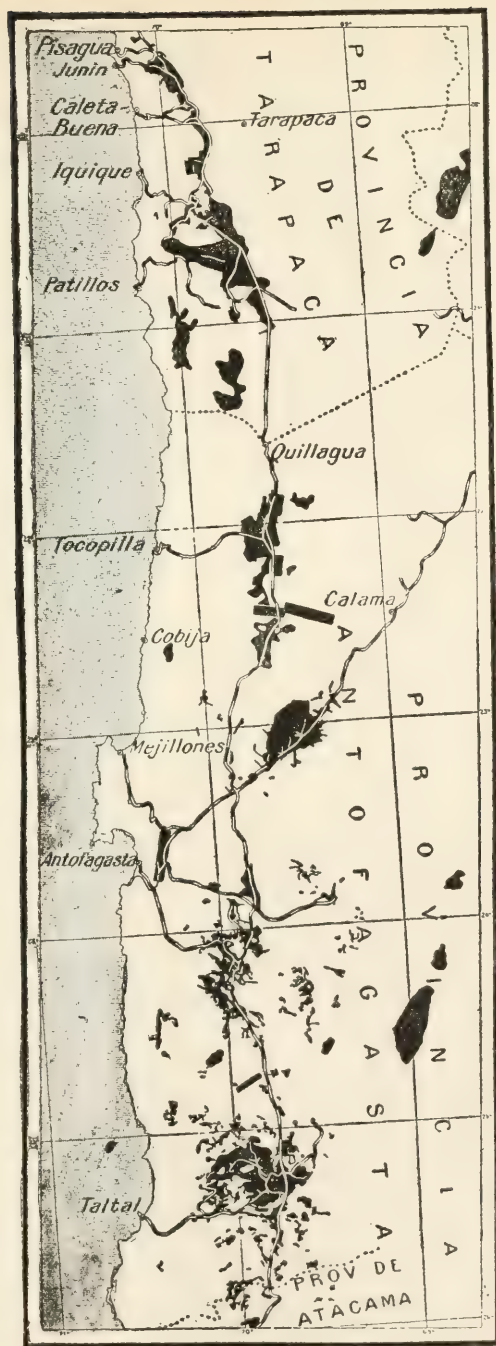 Pisagua
Junin
Caleta
Buena
Tarapaca
Iquique
Patillos
PROVINCIA
DE
TARAPACA
Quillagua
Tocopilla
Calama
Cobija
Mejillones
Antofagasta
PROVINCIA
ANTOFAGASTA
Taltal
PROV DE
ATACAMA